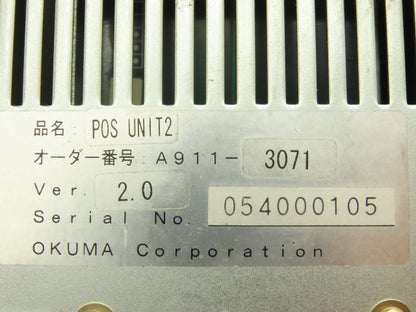 品名: POS UNIT2
オーダー番号: A911-3071
Ver. 2.0
Serial No. 054000105
OKUMA Corporation